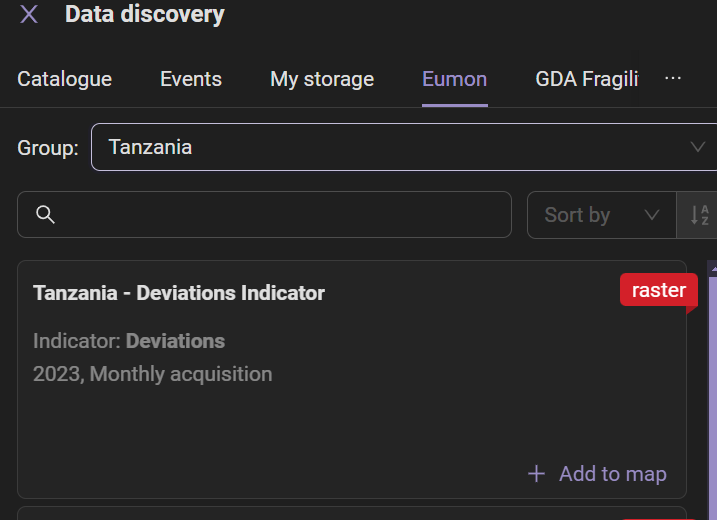 Data discovery
Catalogue Events My storage Eumon GDA Fragili ...
Group: Tanzania
Sort by A Z
Tanzania - Deviations Indicator raster
Indicator: Deviations
2023, Monthly acquisition
+ Add to map